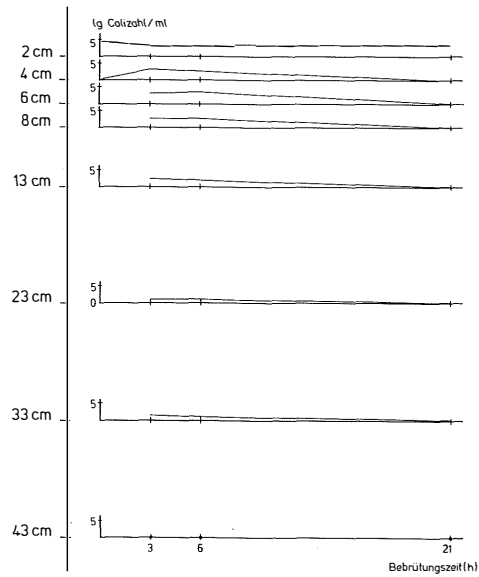 lg Colizahl/ml
5
2 cm
5
4 cm
5
6 cm
5
8 cm
5
13 cm
5
23 cm
0
5
33 cm
5
43 cm
3 6 21
Bebrütungszeit(h)